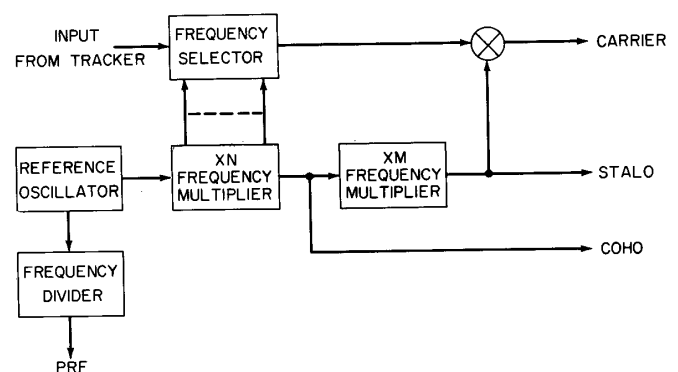 INPUT
FROM TRACKER
FREQUENCY
SELECTOR
CARRIER
REFERENCE
OSCILLATOR
XN
FREQUENCY
MULTIPLIER
XM
FREQUENCY
MULTIPLIER
STALO
COHO
FREQUENCY
DIVIDER
PRF